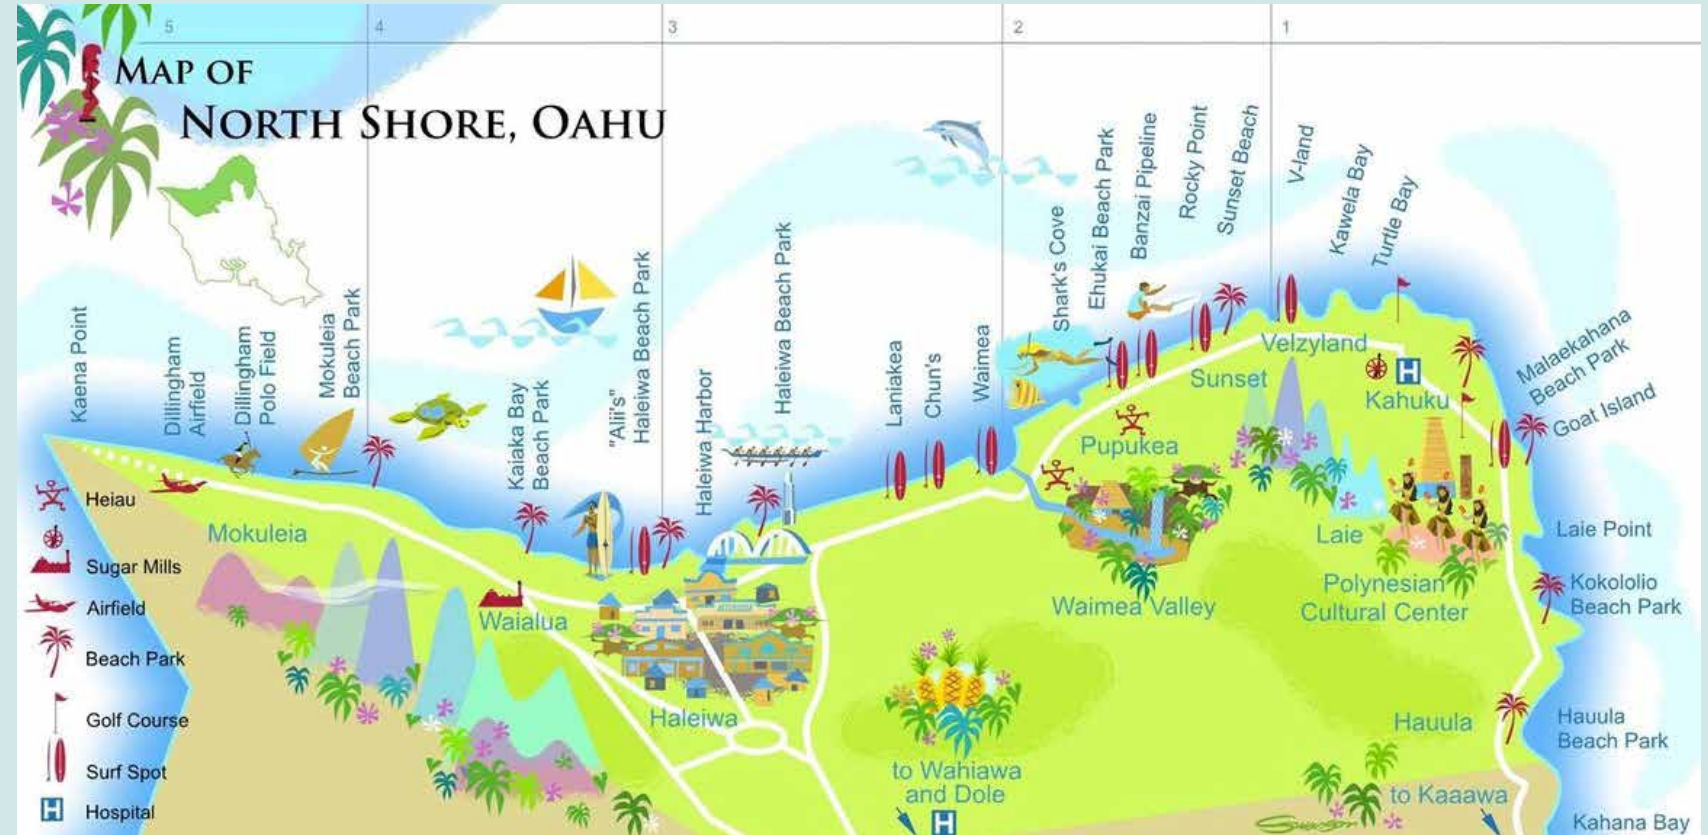 5
4
3
2
1
MAP OF
NORTH SHORE, OAHU
Kaena Point
Dillingham
Airfield
Dillingham
Polo Field
Mokuleia
Beach Park
Kaiaka Bay
Beach Park
"Alii's"
Haleiwa Beach Park
Haleiwa Harbor
Haleiwa Beach Park
Laniakea
Chun's
Waimea
Shark's Cove
Ehukai Beach Park
Banzai Pipeline
Rocky Point
Sunset Beach
V-land
Kawela Bay
Turtle Bay
Malaekahana
Beach Park
Goat Island
Velzyland
Sunset
H
Kahuku
Pupukea
Heiau
Mokuleia
Laie
Laie Point
Sugar Mills
Airfield
Waialua
Waimea Valley
Polynesian
Cultural Center
Kokololio
Beach Park
Beach Park
Golf Course
Haleiwa
Hauula
Hauula
Beach Park
Surf Spot
to Wahiawa
and Dole
H
to Kaaawa
H
Hospital
Kahana Bay